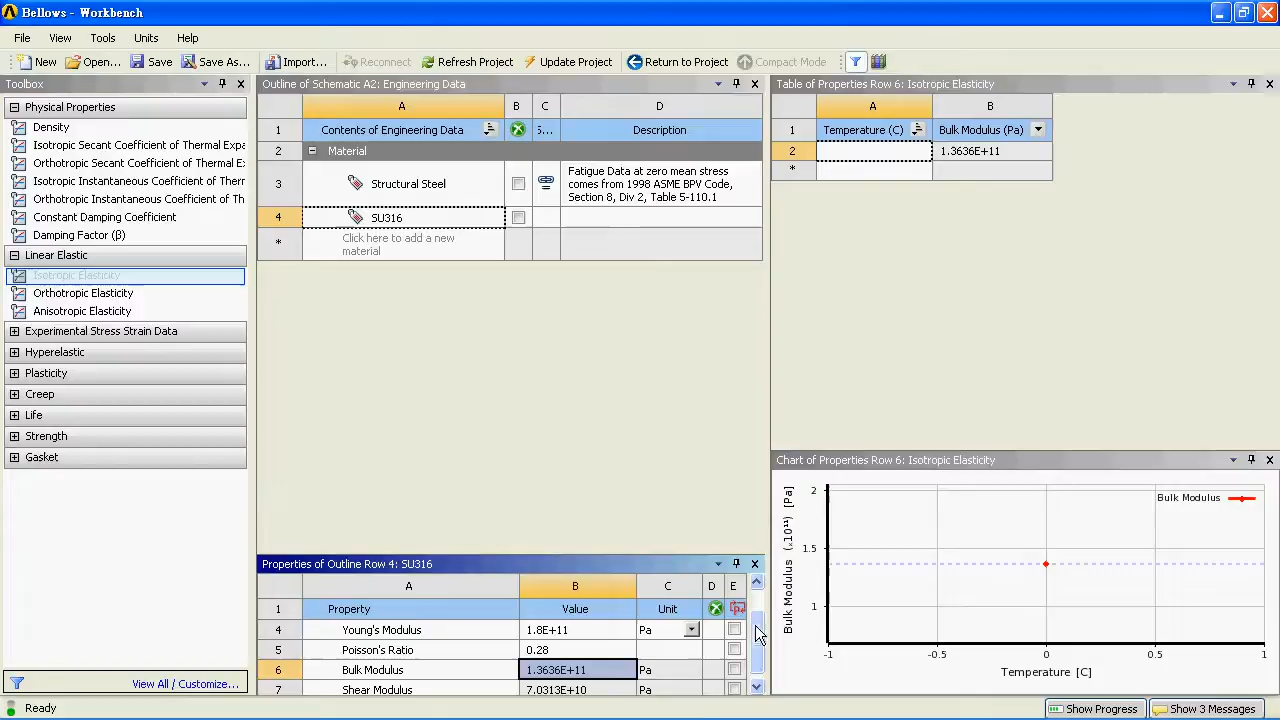 Bellows - Workbench
File View Tools Units Help
New Open... Save Save As... Import... Reconnect Refresh Project Update Project Return to Project Compact Mode
Toolbox
Physical Properties
Density
Isotropic Secant Coefficient of Thermal Expa
Orthotropic Secant Coefficient of Thermal E
Isotropic Instantaneous Coefficient of Therr
Orthotropic Instantaneous Coefficient of Th
Constant Damping Coefficient
Damping Factor (β)
Linear Elastic
Isotropic Elasticity
Orthotropic Elasticity
Anisotropic Elasticity
Experimental Stress Strain Data
Hyperelastic
Plasticity
Creep
Life
Strength
Gasket
View All / Customize...
Outline of Schematic A2: Engineering Data
A B C D
1 Contents of Engineering Data 5... Description
2 Material
3 Structural Steel Fatigue Data at zero mean stress
comes from 1998 ASME BPV Code,
Section 8, Div 2, Table 5-110.1
4 SU316
* Click here to add a new
material
Properties of Outline Row 4: SU316
A B C D E
1 Property Value Unit
4 Young's Modulus 1.8E+11 Pa
5 Poisson's Ratio 0.28
6 Bulk Modulus 1.3636E+11 Pa
7 Shear Modulus 7.0313E+10 Pa
Table of Properties Row 6: Isotropic Elasticity
A B
1 Temperature (C) Bulk Modulus (Pa)
2 1.3636E+11
*
Chart of Properties Row 6: Isotropic Elasticity
Bulk Modulus
Bulk Modulus (.x10¹¹) [Pa]
2
1.5
1
-1 -0.5 0 0.5 1
Temperature [C]
Ready
Show Progress Show 3 Messages